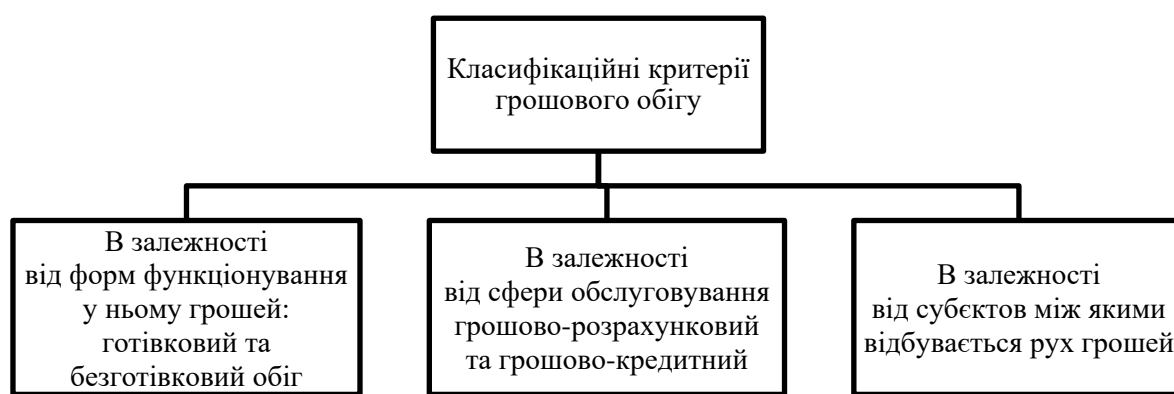 Класифікаційні критерії
грошового обігу
В залежності
від форм функціонування
у ньому грошей:
готівковий та
безготівковий обіг
В залежності
від сфери обслуговування
грошово-розрахунковий
та грошово-кредитний
В залежності
від субєктов між якими
відбувається рух грошей